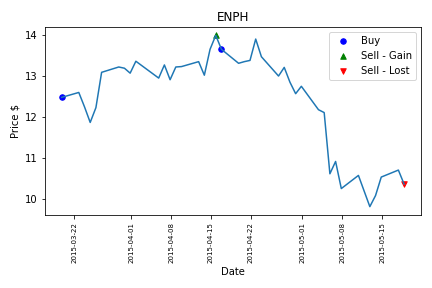 ENPH
Buy
Sell - Gain
Sell - Lost
Price $
14
13
12
11
10
2015-03-22
2015-04-01
2015-04-08
2015-04-15
2015-04-22
2015-05-01
2015-05-08
2015-05-15
Date